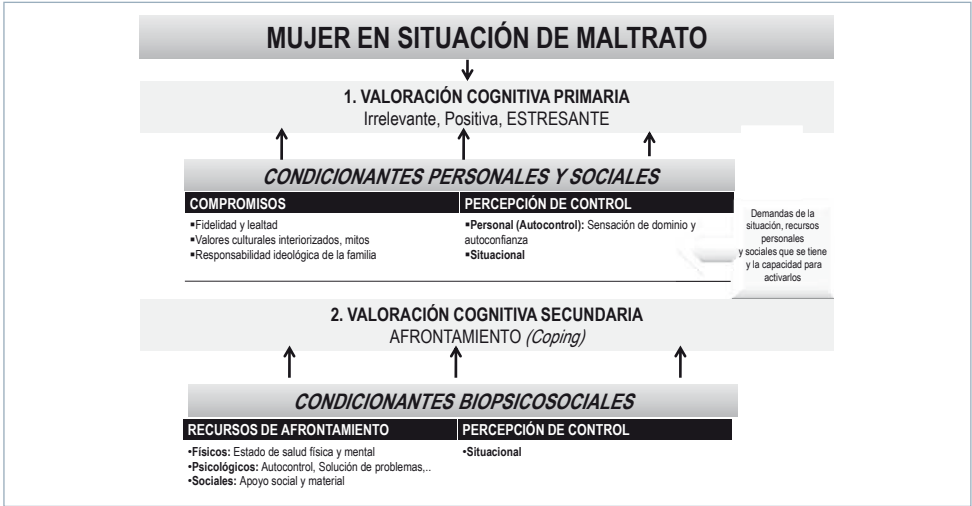 MUJER EN SITUACIÓN DE MALTRATO
1. VALORACIÓN COGNITIVA PRIMARIA
Irrelevante, Positiva, ESTRESANTE
CONDICIONANTES PERSONALES Y SOCIALES
COMPROMISOS
▪Fidelidad y lealtad
▪Valores culturales interiorizados, mitos
▪Responsabilidad ideológica de la familia
PERCEPCIÓN DE CONTROL
▪Personal (Autocontrol): Sensación de dominio y
autoconfianza
▪Situacional
Demandas de la
situación, recursos
personales
y sociales que se tiene
y la capacidad para
activarlos
2. VALORACIÓN COGNITIVA SECUNDARIA
AFRONTAMIENTO (Coping)
CONDICIONANTES BIOPSICOSOCIALES
RECURSOS DE AFRONTAMIENTO
•Físicos: Estado de salud física y mental
•Psicológicos: Autocontrol, Solución de problemas,..
•Sociales: Apoyo social y material
PERCEPCIÓN DE CONTROL
•Situacional